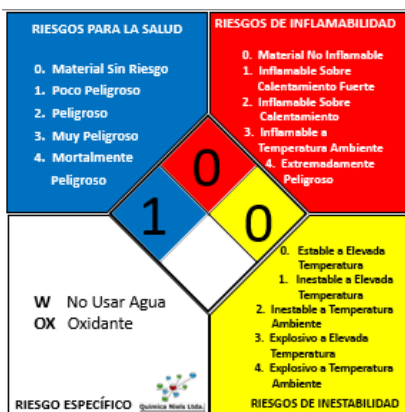 RIESGOS PARA LA SALUD
0. Material Sin Riesgo
1. Poco Peligroso
2. Peligroso
3. Muy Peligroso
4. Mortalmente
Peligroso
RIESGOS DE INFLAMABILIDAD
0. Material No Inflamable
1. Inflamable Sobre
Calentamiento Fuerte
2. Inflamable Sobre
Calentamiento
3. Inflamable a
Temperatura Ambiente
4. Extremadamente
Peligroso
0
1
0
W No Usar Agua
OX Oxidante
RIESGO ESPECÍFICO
Química Niels Ltda.
0. Estable a Elevada
Temperatura
1. Inestable a Elevada
Temperatura
2. Inestable a Temperatura
Ambiente
3. Explosivo a Elevada
Temperatura
4. Explosivo a Temperatura
Ambiente
RIESGOS DE INESTABILIDAD